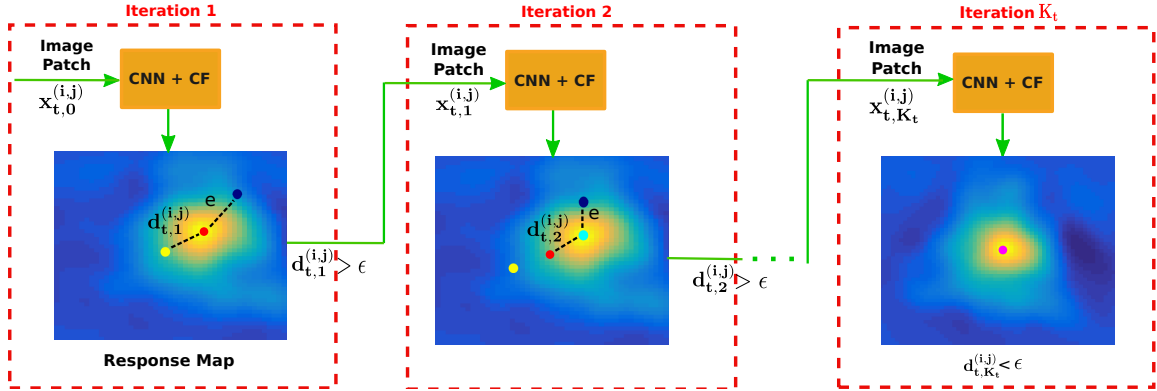 Iteration 1
Image
Patch
x_{t,0}^{(i,j)}
CNN + CF
e
d_{t,1}^{(i,j)}
d_{t,1}^{(i,j)} > ϵ
Response Map
Iteration 2
Image
Patch
x_{t,1}^{(i,j)}
CNN + CF
e
d_{t,2}^{(i,j)}
d_{t,2}^{(i,j)} > ϵ
Iteration K_t
Image
Patch
x_{t,K_t}^{(i,j)}
CNN + CF
d_{t,K_t}^{(i,j)} < ϵ